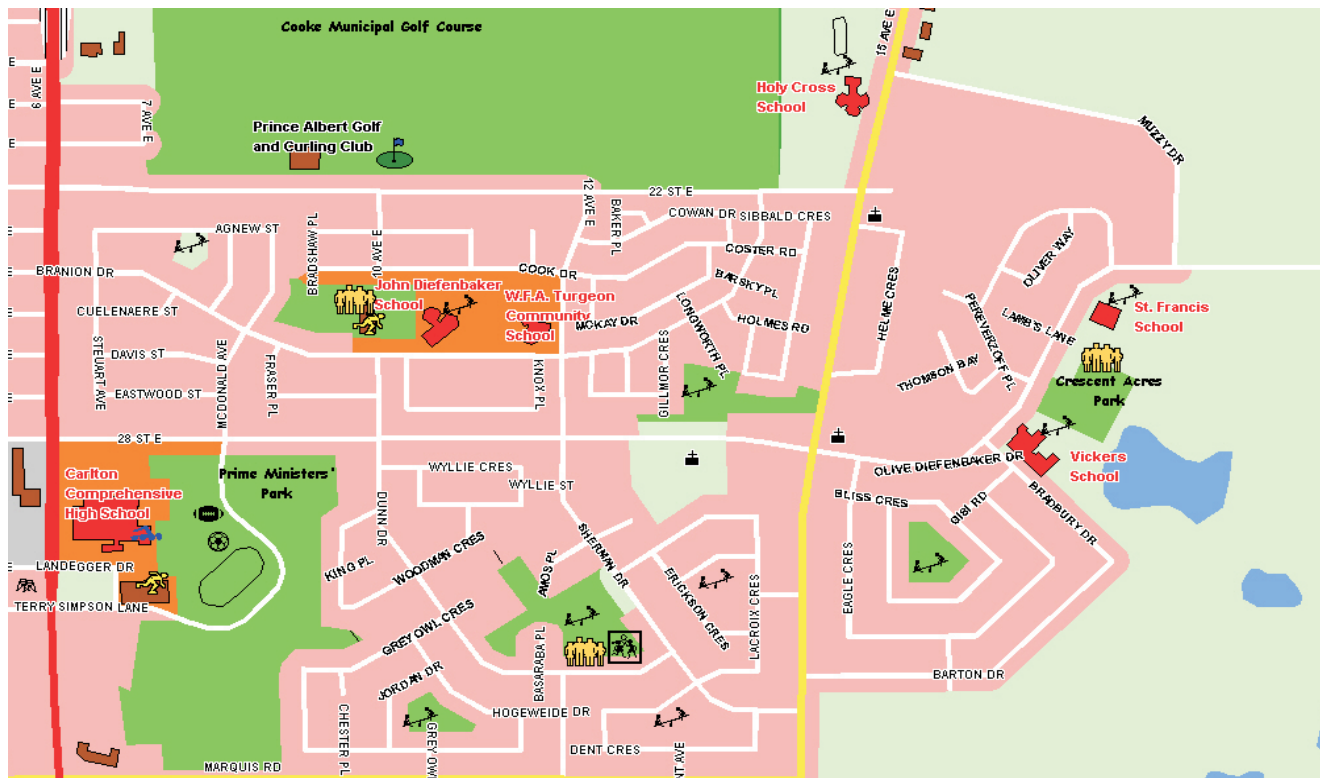 Cooke Municipal Golf Course
15 AVE E
6 AVE E
7 AVE E
E
E
E
Holy Cross
School
MUZZY DR
Prince Albert Golf
and Curling Club
22 ST E
12 AVE E
BAKER PL
COWAN DR
SIBBALD CRES
AGNEW ST
BRADSHAW PL
10 AVE E
COSTER RD
OLIVER WAY
E
BRANION DR
COOK DR
BARSKY PL
HELME CRES
John Diefenbaker
School
W.F.A. Turgeon
Community
School
CUELENAERE ST
MCKAY DR
LONGWORTH PL
HOLMES RD
PEREVERZOFF PL
LAMB'S LANE
St. Francis
School
E
STEUART AVE
DAVIS ST
MCDONALD AVE
FRASER PL
KNOX PL
GILLMOR CRES
THOMSON BAY
Crescent Acres
Park
E
EASTWOOD ST
E
28 ST E
Carlton
Comprehensive
High School
Prime Ministers'
Park
WYLLIE CRES
WYLLIE ST
OLIVE DIEFENBAKER DR
Vickers
School
BLISS CRES
BISI RD
BRADBURY DR
DUNN DR
KING PL
WOODMAN CRES
AMOS PL
SHERMAN DR
ERICKSON CRES
LACROIX CRES
EAGLE CRES
E
LANDEGGER DR
TERRY SIMPSON LANE
GREY OWL CRES
JORDAN DR
BASARABA PL
BARTON DR
CHESTER PL
GREY OWL
HOGEWEIDE DR
DENT CRES
NT AVE
MARQUIS RD